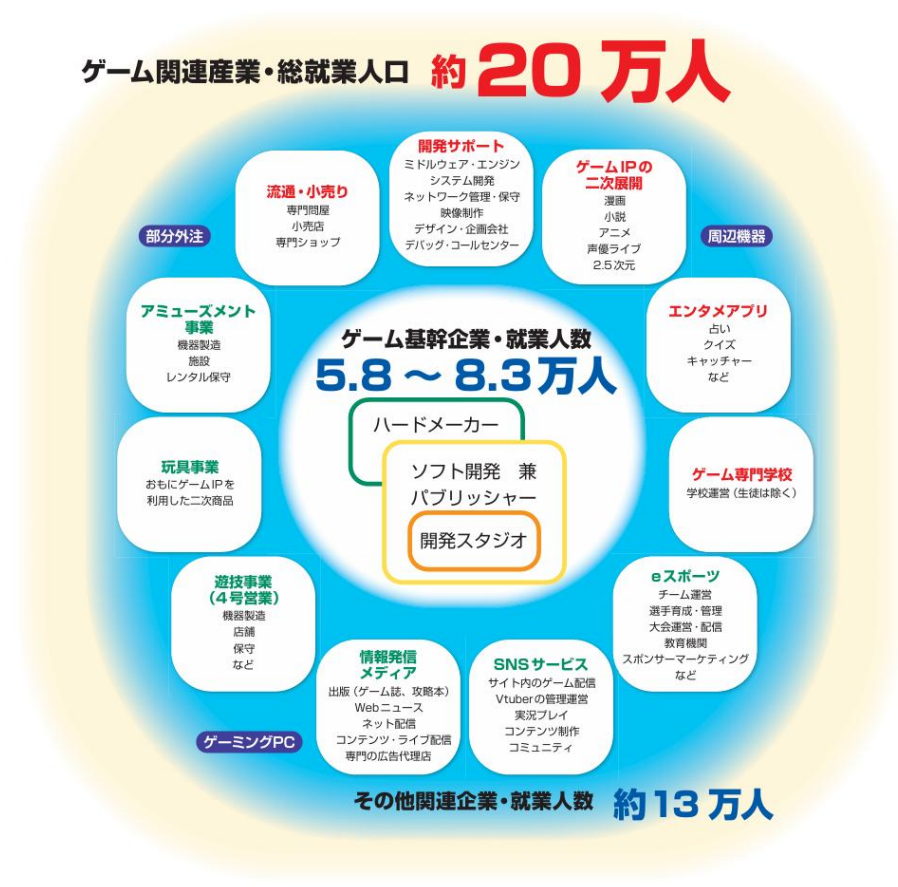 ゲーム関連産業・総就業人口 約20万人
開発サポート
ミドルウェア・エンジン
システム開発
ネットワーク管理・保守
映像制作
デザイン・企画会社
デバッグ・コールセンター
流通・小売り
専門問屋
小売店
専門ショップ
ゲームIPの
二次展開
漫画
小説
アニメ
声優ライブ
2.5次元
部分外注
周辺機器
アミューズメント
事業
機器製造
施設
レンタル保守
ゲーム基幹企業・就業人数
5.8～8.3万人
ハードメーカー
ソフト開発　兼
パブリッシャー
開発スタジオ
エンタメアプリ
占い
クイズ
キャッチャー
など
玩具事業
おもにゲームIPを
利用した二次商品
ゲーム専門学校
学校運営（生徒は除く）
遊技事業
（4号営業）
機器製造
店舗
保守
など
eスポーツ
チーム運営
選手育成・管理
大会運営・配信
教育機関
スポンサーマーケティング
など
情報発信
メディア
出版（ゲーム誌、攻略本）
Webニュース
ネット配信
コンテンツ・ライブ配信
専門の広告代理店
SNSサービス
サイト内のゲーム配信
Vtuberの管理運営
実況プレイ
コンテンツ制作
コミュニティ
ゲーミングPC
その他関連企業・就業人数 約13万人